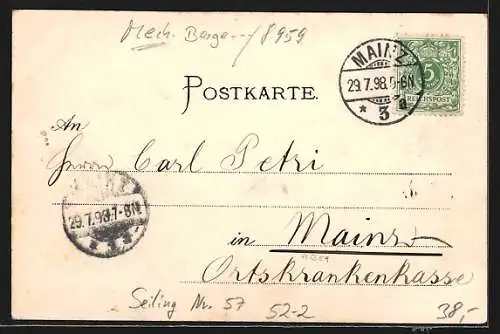 Mech. Berge---/ 8959
MAINZ
29.7.98.5-6N
* 3 a
5
REICHSPOST
POSTKARTE.
An
Herrn Carl Petri
MAINZ
29.7.98.7-8N
in Mainz
Ortskrankenkasse
Seiling Nr. 57 52-2
38,-